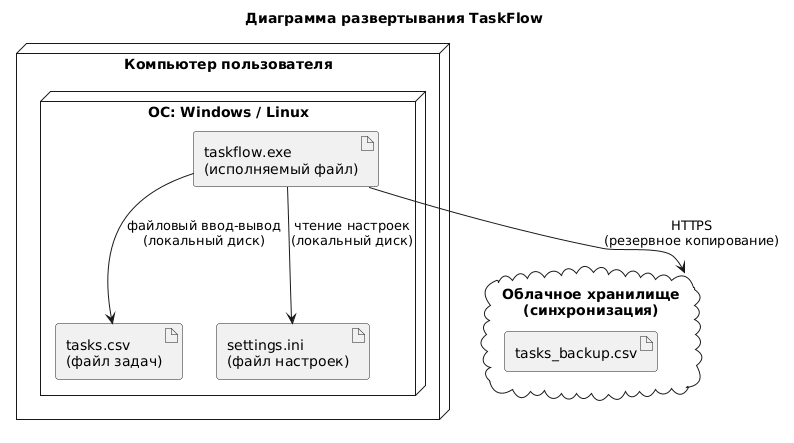 Диаграмма развертывания TaskFlow
Компьютер пользователя
ОС: Windows / Linux
taskflow.exe
(исполняемый файл)
файловый ввод-вывод
(локальный диск)
чтение настроек
(локальный диск)
HTTPS
(резервное копирование)
tasks.csv
(файл задач)
settings.ini
(файл настроек)
Облачное хранилище
(синхронизация)
tasks_backup.csv